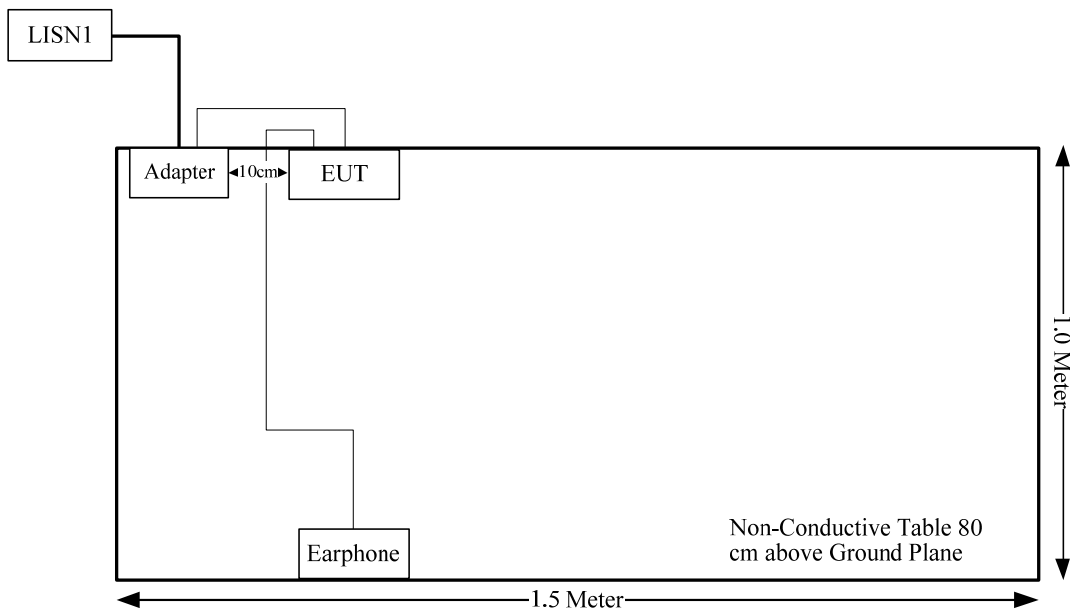 LISN1
Adapter
10cm
EUT
1.0 Meter
Non-Conductive Table 80
cm above Ground Plane
Earphone
1.5 Meter